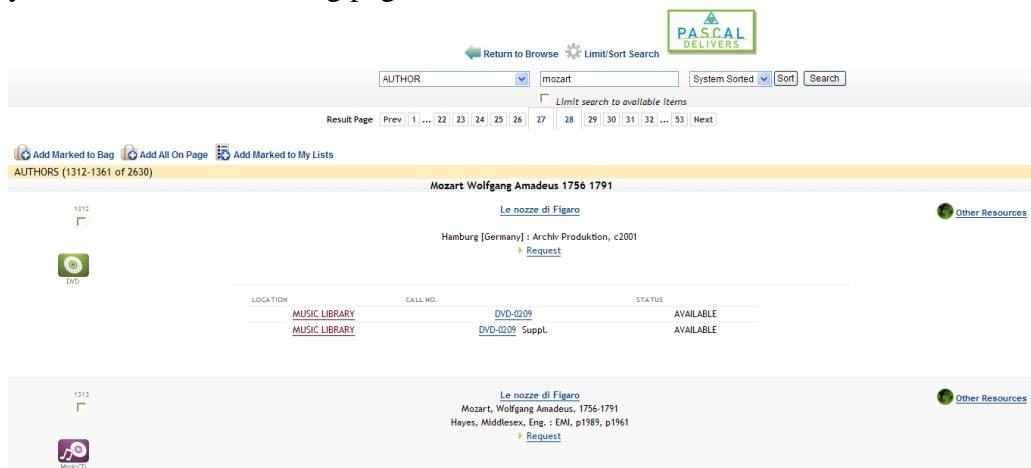 PASCAL
DELIVERS
Return to Browse Limit/Sort Search
AUTHOR mozart System Sorted Sort Search
Limit search to available items
Result Page Prev 1 ... 22 23 24 25 26 27 28 29 30 31 32 ... 53 Next
Add Marked to Bag Add All On Page Add Marked to My Lists
AUTHORS (1312-1361 of 2630)
Mozart Wolfgang Amadeus 1756 1791
1312 Le nozze di Figaro Other Resources
Hamburg [Germany] : Archiv Produktion, c2001
Request
DVD
LOCATION CALL NO. STATUS
MUSIC LIBRARY DVD-0209 AVAILABLE
MUSIC LIBRARY DVD-0209 Suppl. AVAILABLE
1313 Le nozze di Figaro Other Resources
Mozart, Wolfgang Amadeus, 1756-1791
Hayes, Middlesex, Eng. : EMI, p1989, p1961
Request
Music CD